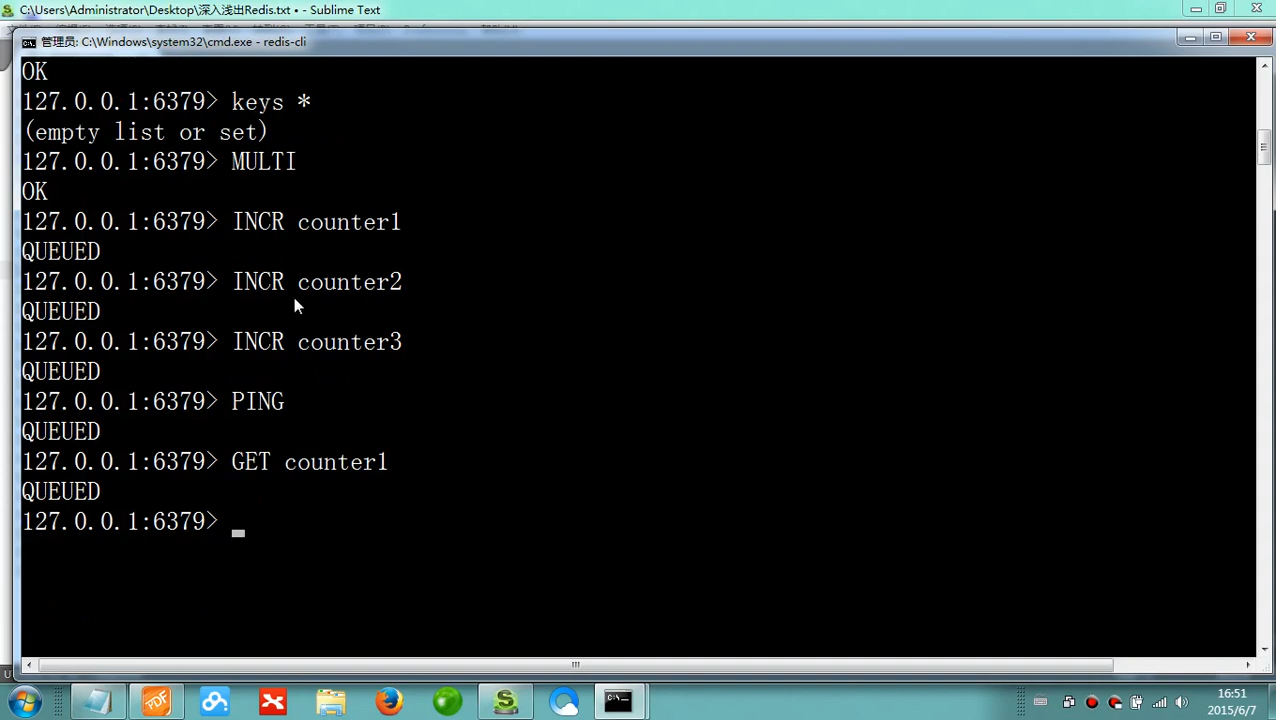 C:\Users\Administrator\Desktop\深入浅出Redis.txt • - Sublime Text
管理员: C:\Windows\system32\cmd.exe - redis-cli
OK
127.0.0.1:6379> keys *
(empty list or set)
127.0.0.1:6379> MULTI
OK
127.0.0.1:6379> INCR counter1
QUEUED
127.0.0.1:6379> INCR counter2
QUEUED
127.0.0.1:6379> INCR counter3
QUEUED
127.0.0.1:6379> PING
QUEUED
127.0.0.1:6379> GET counter1
QUEUED
127.0.0.1:6379>
PDF
16:51
2015/6/7